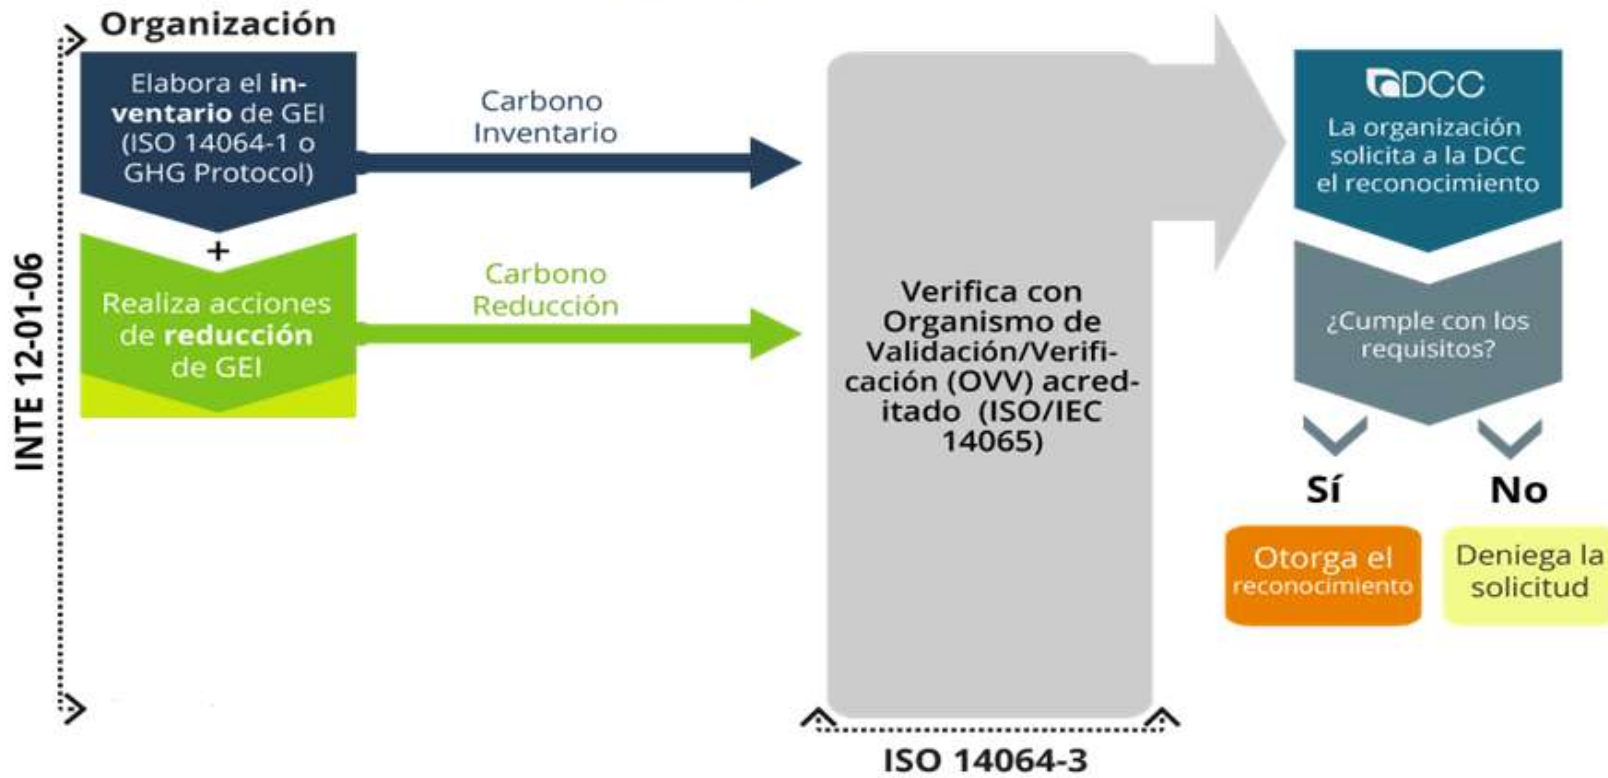 Organización
Elabora el in-
ventario de GEI
(ISO 14064-1 o
GHG Protocol)
+
Realiza acciones
de reducción
de GEI
INTE 12-01-06
Carbono
Inventario
Carbono
Reducción
Verifica con
Organismo de
Validación/Verifi-
cación (OVV) acred-
itado (ISO/IEC
14065)
ISO 14064-3
DCC
La organización
solicita a la DCC
el reconocimiento
¿Cumple con los
requisitos?
Sí
No
Otorga el
reconocimiento
Deniega la
solicitud